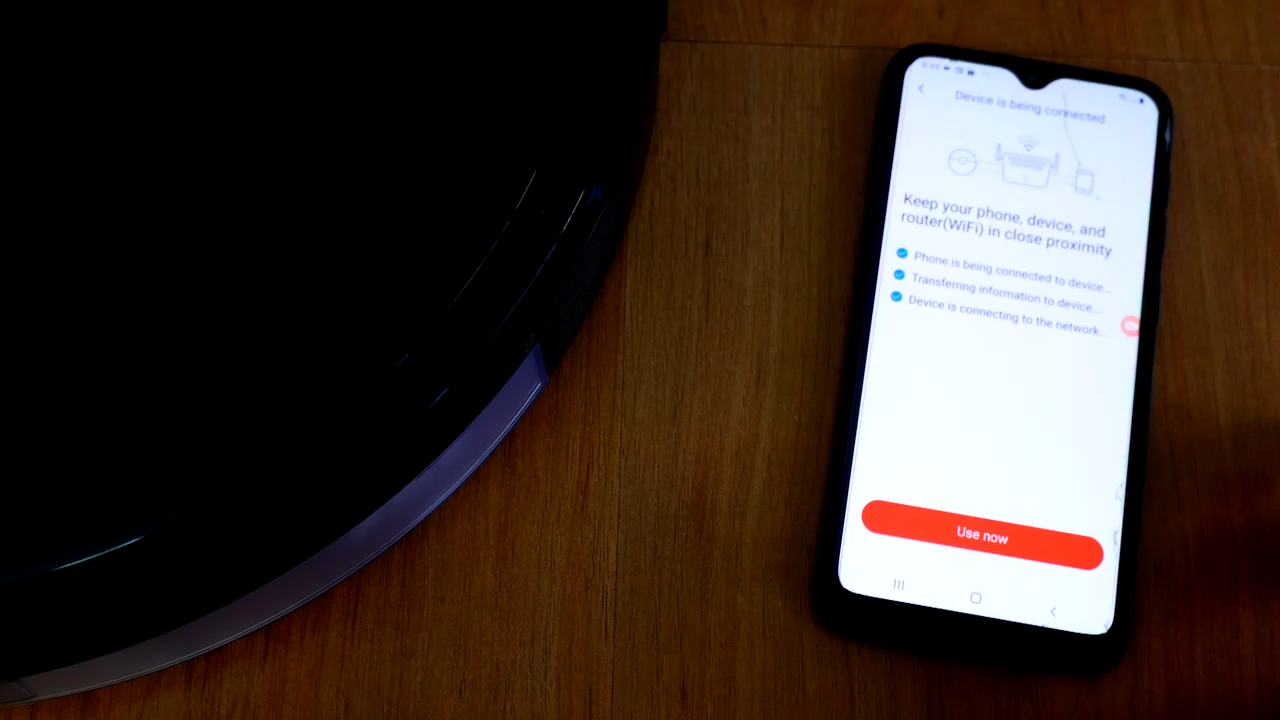 Device is being connected
Keep your phone, device, and
router(WiFi) in close proximity
Phone is being connected to device...
Transferring information to device...
Device is connecting to the network...
Use now